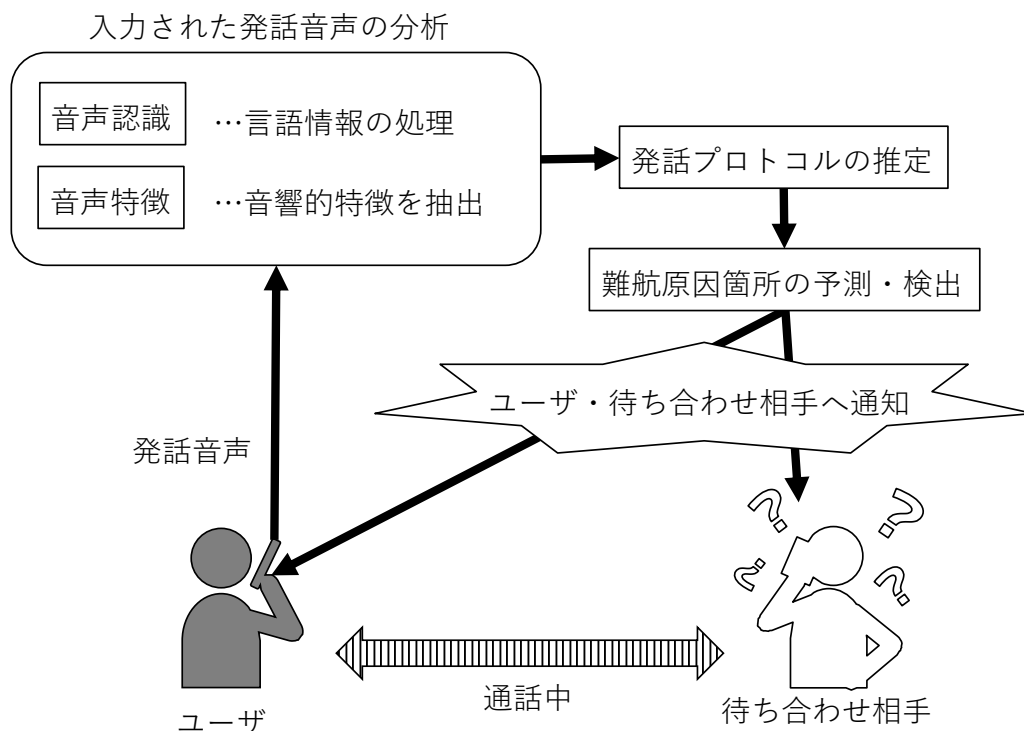 入力された発話音声の分析
音声認識 …言語情報の処理
音声特徴 …音響的特徴を抽出
発話プロトコルの推定
難航原因箇所の予測・検出
ユーザ・待ち合わせ相手へ通知
発話音声
?
?
?
?
通話中
ユーザ
待ち合わせ相手